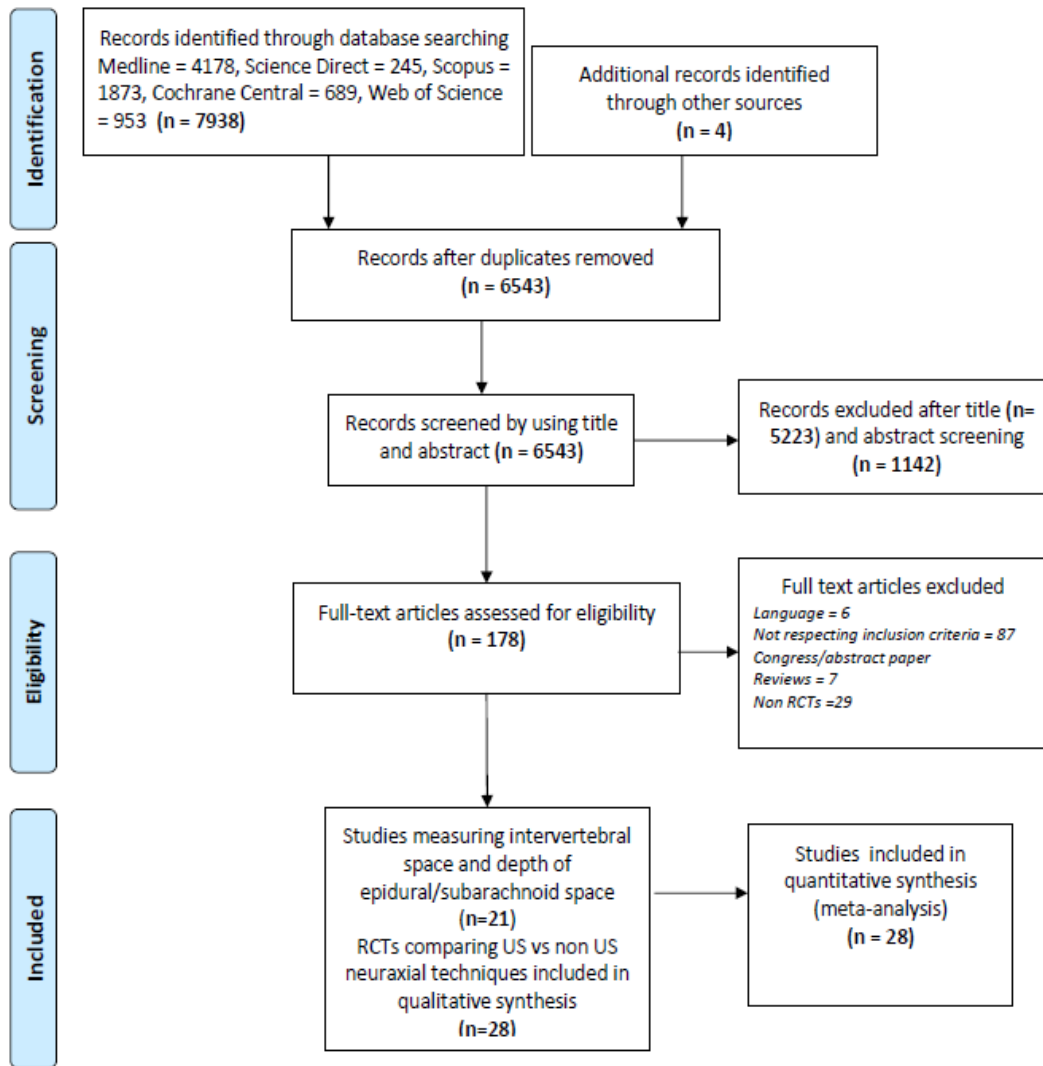 Identification
Records identified through database searching
Medline = 4178, Science Direct = 245, Scopus =
1873, Cochrane Central = 689, Web of Science
= 953 (n = 7938)
Additional records identified
through other sources
(n = 4)
Screening
Records after duplicates removed
(n = 6543)
Records screened by using title
and abstract (n = 6543)
Records excluded after title (n=
5223) and abstract screening
(n = 1142)
Eligibility
Full-text articles assessed for eligibility
(n = 178)
Full text articles excluded
Language = 6
Not respecting inclusion criteria = 87
Congress/abstract paper
Reviews = 7
Non RCTs =29
Included
Studies measuring intervertebral
space and depth of
epidural/subarachnoid space
(n=21)
RCTs comparing US vs non US
neuraxial techniques included in
qualitative synthesis
(n=28)
Studies included in
quantitative synthesis
(meta-analysis)
(n = 28)